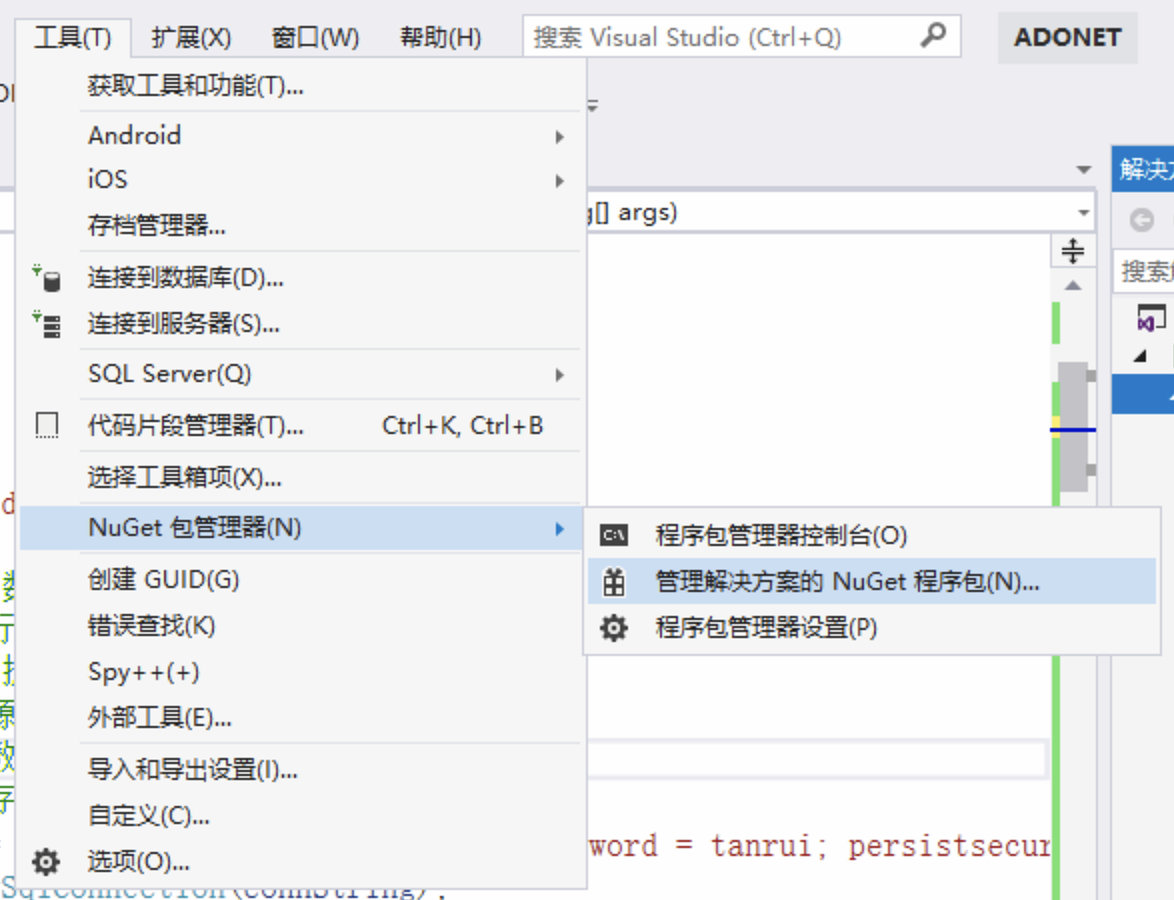 工具(T) 扩展(X) 窗口(W) 帮助(H) 搜索 Visual Studio (Ctrl+Q) ADONET
获取工具和功能(T)...
Android
iOS
存档管理器...
连接到数据库(D)...
连接到服务器(S)...
SQL Server(Q)
代码片段管理器(T)... Ctrl+K, Ctrl+B
选择工具箱项(X)...
NuGet 包管理器(N)
创建 GUID(G)
错误查找(K)
Spy++(+)
外部工具(E)...
导入和导出设置(I)...
自定义(C)...
选项(O)...
程序包管理器控制台(O)
管理解决方案的 NuGet 程序包(N)...
程序包管理器设置(P)
[] args)
解决
搜索
word = tanrui; persistsecur
SqlConnection(connString);